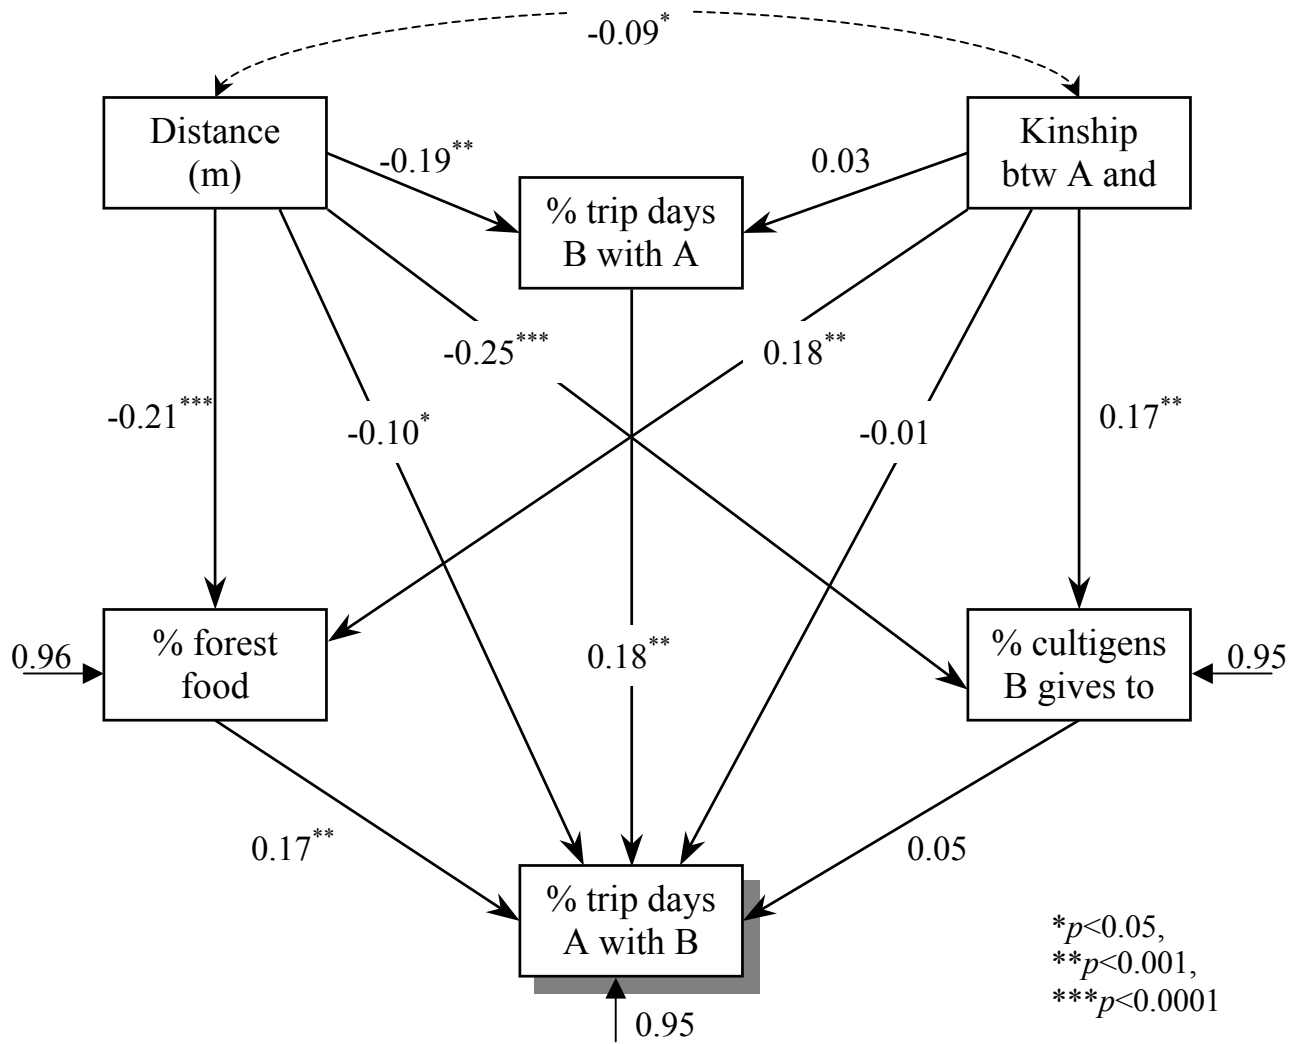 -0.09*
Distance
(m)
Kinship
btw A and
-0.19**
0.03
% trip days
B with A
-0.25***
0.18**
-0.21***
-0.10*
-0.01
0.17**
% forest
food
0.96
0.18**
% cultigens
B gives to
0.95
0.17**
0.05
% trip days
A with B
0.95
*p<0.05,
**p<0.001,
***p<0.0001